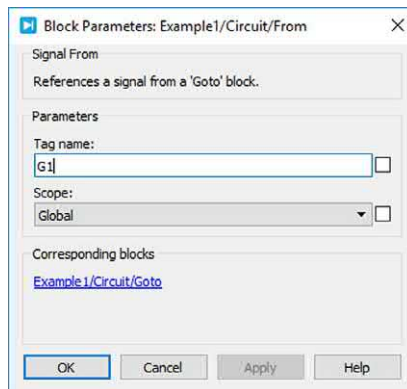 Block Parameters: Example1/Circuit/From
Signal From
References a signal from a 'Goto' block.
Parameters
Tag name:
G1
Scope:
Global
Corresponding blocks
Example1/Circuit/Goto
OK Cancel Apply Help